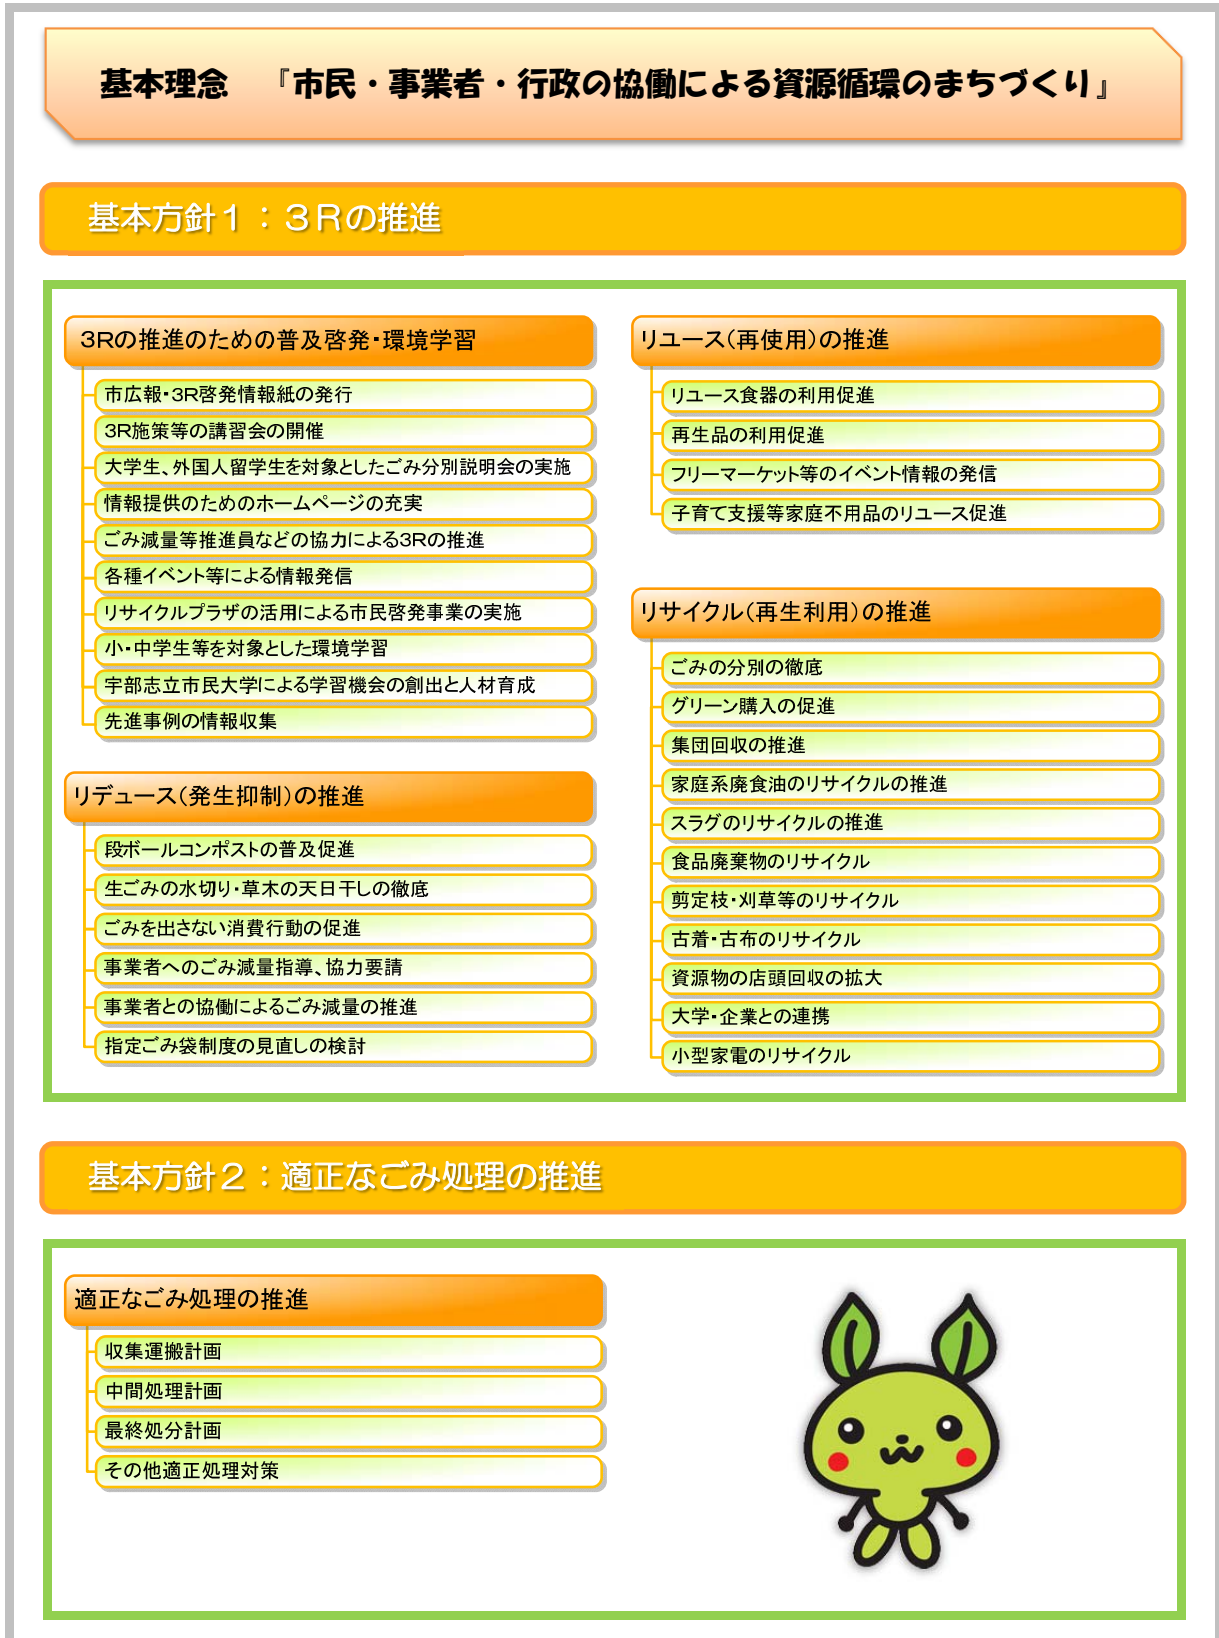 基本理念　『市民・事業者・行政の協働による資源循環のまちづくり』
基本方針１：３Ｒの推進
3Rの推進のための普及啓発・環境学習
市広報・3R啓発情報紙の発行
3R施策等の講習会の開催
大学生、外国人留学生を対象としたごみ分別説明会の実施
情報提供のためのホームページの充実
ごみ減量等推進員などの協力による3Rの推進
各種イベント等による情報発信
リサイクルプラザの活用による市民啓発事業の実施
小・中学生等を対象とした環境学習
宇部志立市民大学による学習機会の創出と人材育成
先進事例の情報収集
リデュース（発生抑制）の推進
段ボールコンポストの普及促進
生ごみの水切り・草木の天日干しの徹底
ごみを出さない消費行動の促進
事業者へのごみ減量指導、協力要請
事業者との協働によるごみ減量の推進
指定ごみ袋制度の見直しの検討
リユース（再使用）の推進
リユース食器の利用促進
再生品の利用促進
フリーマーケット等のイベント情報の発信
子育て支援等家庭不用品のリユース促進
リサイクル（再生利用）の推進
ごみの分別の徹底
グリーン購入の促進
集団回収の推進
家庭系廃食油のリサイクルの推進
スラグのリサイクルの推進
食品廃棄物のリサイクル
剪定枝・刈草等のリサイクル
古着・古布のリサイクル
資源物の店頭回収の拡大
大学・企業との連携
小型家電のリサイクル
基本方針２：適正なごみ処理の推進
適正なごみ処理の推進
収集運搬計画
中間処理計画
最終処分計画
その他適正処理対策